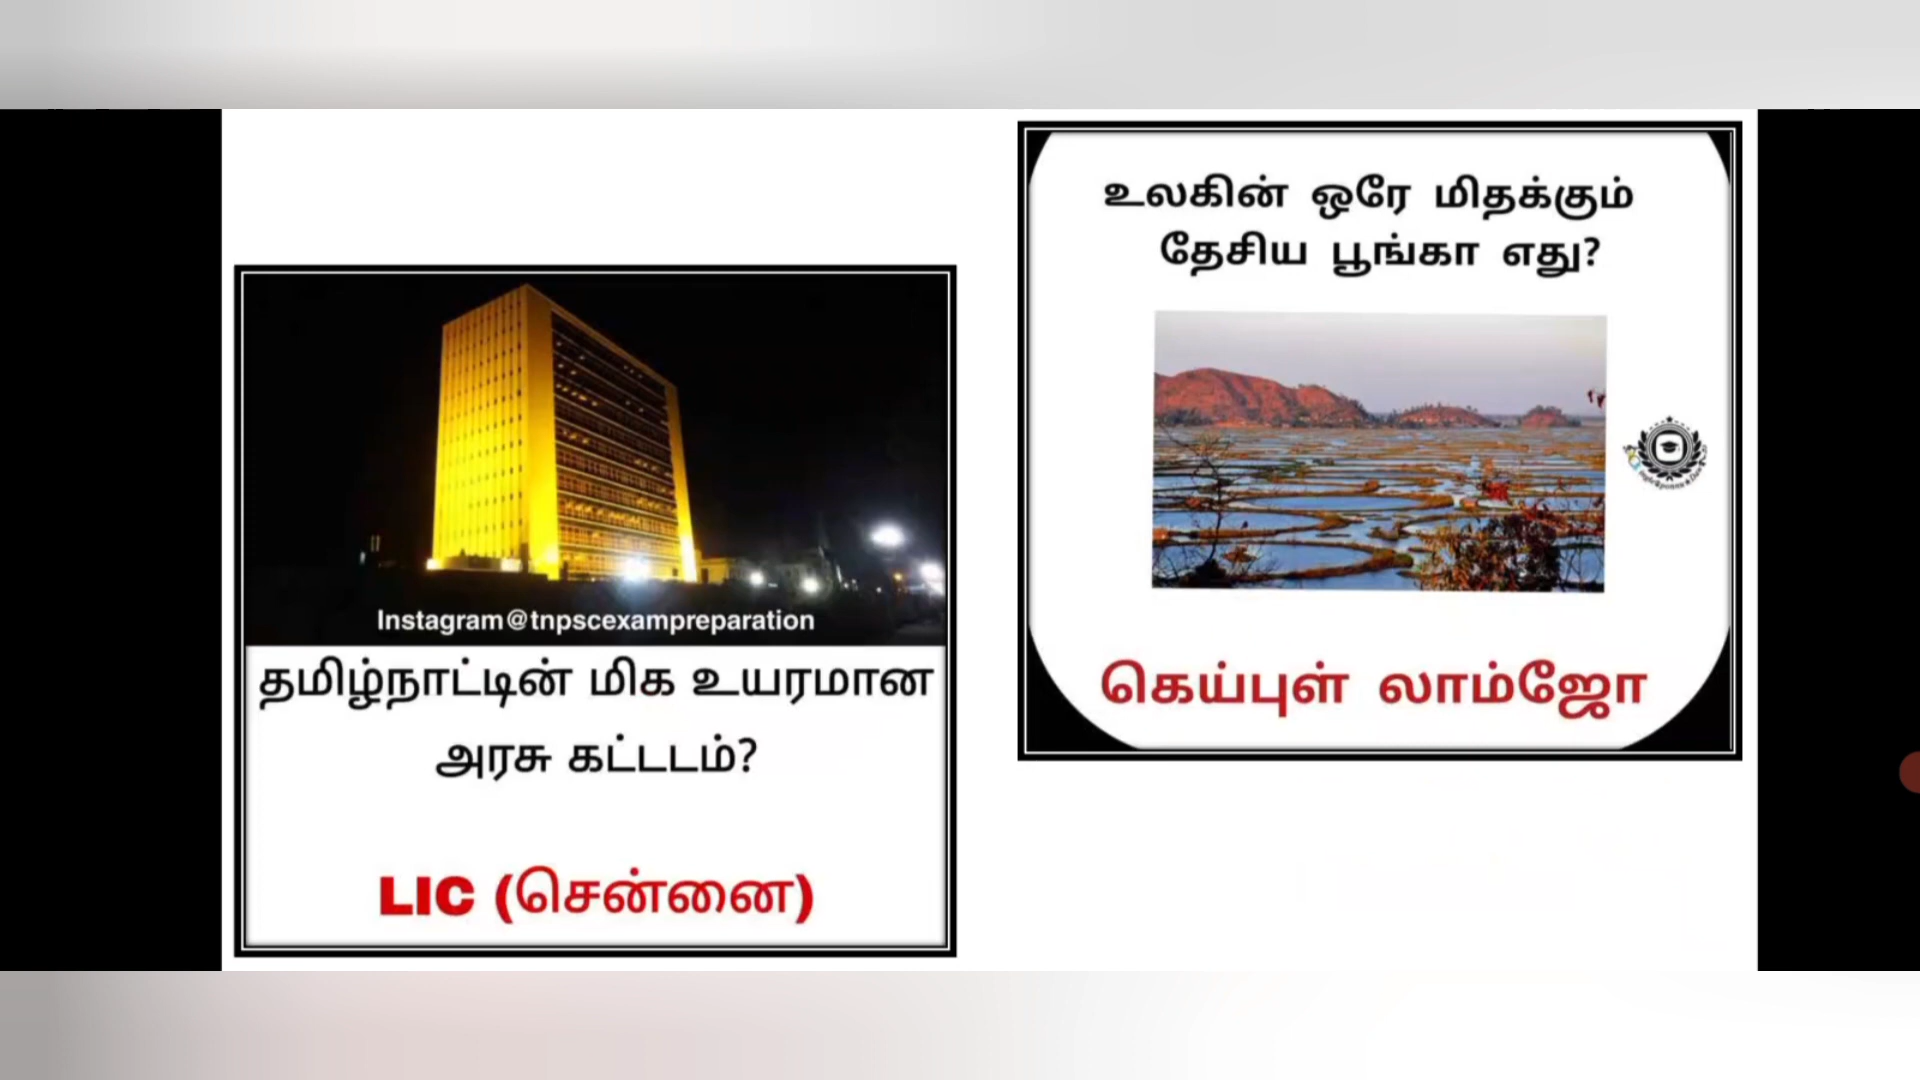 Instagram@tnpscexampreparation
தமிழ்நாட்டின் மிக உயரமான
அரசு கட்டடம்?
LIC (சென்னை)
உலகின் ஒரே மிதக்கும்
தேசிய பூங்கா எது?
கெய்புள் லாம்ஜோ